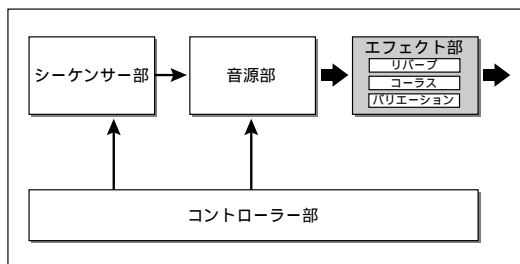 エフェクト部
リバーブ
シーケンサー部
音源部
コーラス
バリエーション
コントローラー部